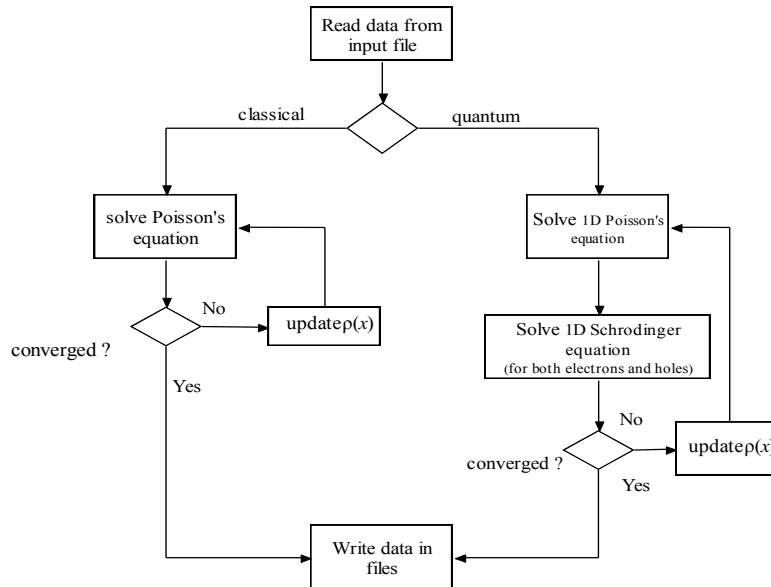 Read data from
input file
classical
quantum
solve Poisson's
equation
Solve 1D Poisson's
equation
No
updateρ(x)
converged ?
Yes
Solve 1D Schrodinger
equation
(for both electrons and holes)
No
updateρ(x)
converged ?
Yes
Write data in
files